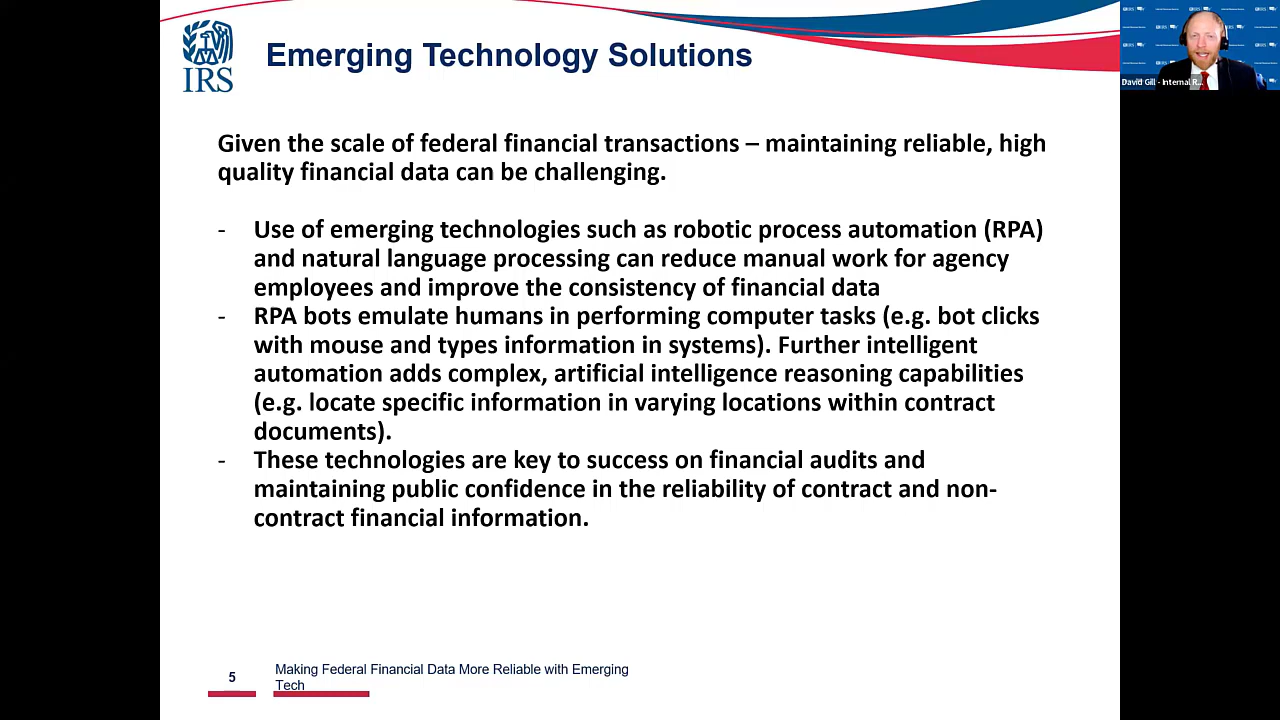 IRS
Emerging Technology Solutions
David Gill - Internal R...
Given the scale of federal financial transactions – maintaining reliable, high
quality financial data can be challenging.
- Use of emerging technologies such as robotic process automation (RPA)
and natural language processing can reduce manual work for agency
employees and improve the consistency of financial data
- RPA bots emulate humans in performing computer tasks (e.g. bot clicks
with mouse and types information in systems). Further intelligent
automation adds complex, artificial intelligence reasoning capabilities
(e.g. locate specific information in varying locations within contract
documents).
- These technologies are key to success on financial audits and
maintaining public confidence in the reliability of contract and non-
contract financial information.
5
Making Federal Financial Data More Reliable with Emerging
Tech